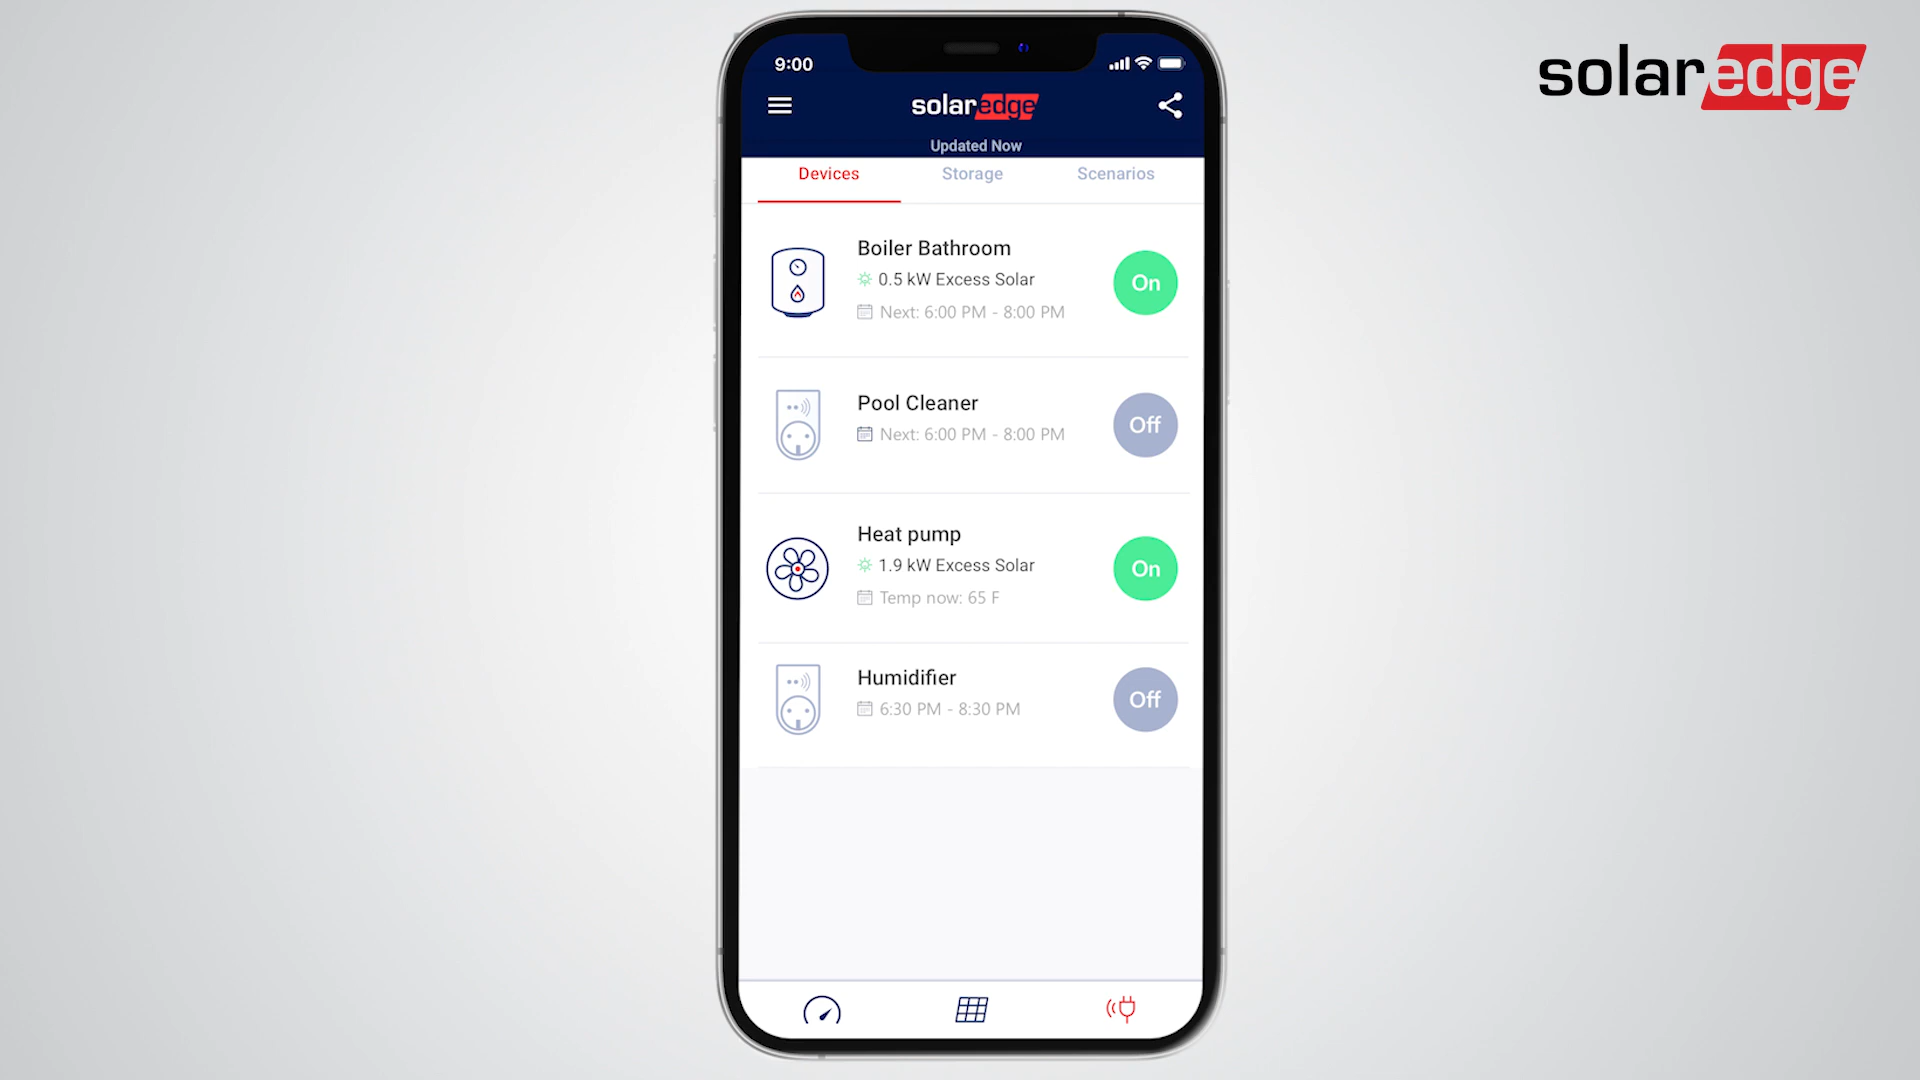 solaredge
9:00
solaredge
Updated Now
Devices Storage Scenarios
Boiler Bathroom
0.5 kW Excess Solar
Next: 6:00 PM - 8:00 PM
On
Pool Cleaner
Next: 6:00 PM - 8:00 PM
Off
Heat pump
1.9 kW Excess Solar
Temp now: 65 F
On
Humidifier
6:30 PM - 8:30 PM
Off